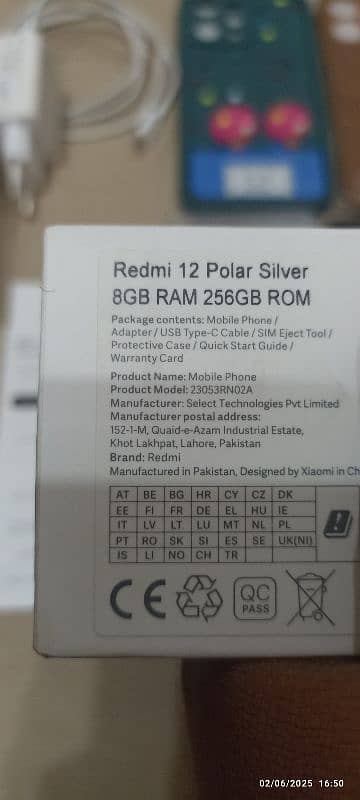 Redmi 12 Polar Silver
8GB RAM 256GB ROM
Package contents: Mobile Phone /
Adapter / USB Type-C Cable / SIM Eject Tool /
Protective Case / Quick Start Guide /
Warranty Card
Product Name: Mobile Phone
Product Model: 23053RN02A
Manufacturer: Select Technologies Pvt Limited
Manufacturer postal address:
152-1-M, Quaid-e-Azam Industrial Estate,
Khot Lakhpat, Lahore, Pakistan
Brand: Redmi
Manufactured in Pakistan, Designed by Xiaomi in Ch
AT BE BG HR CY CZ DK
EE FI FR DE EL HU IE
IT LV LT LU MT NL PL
PT RO SK SI ES SE UK(NI)
IS LI NO CH TR
CE QC
PASS
02/06/2025 16:50